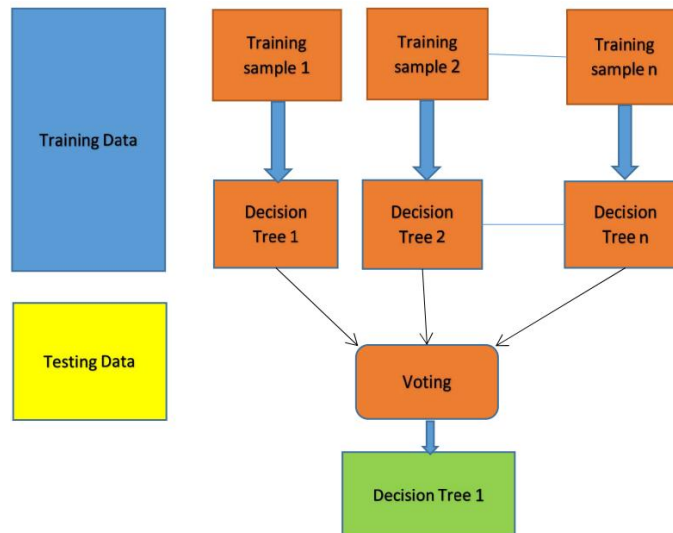 Training Data
Training
sample 1
Training
sample 2
Training
sample n
Decision
Tree 1
Decision
Tree 2
Decision
Tree n
Testing Data
Voting
Decision Tree 1